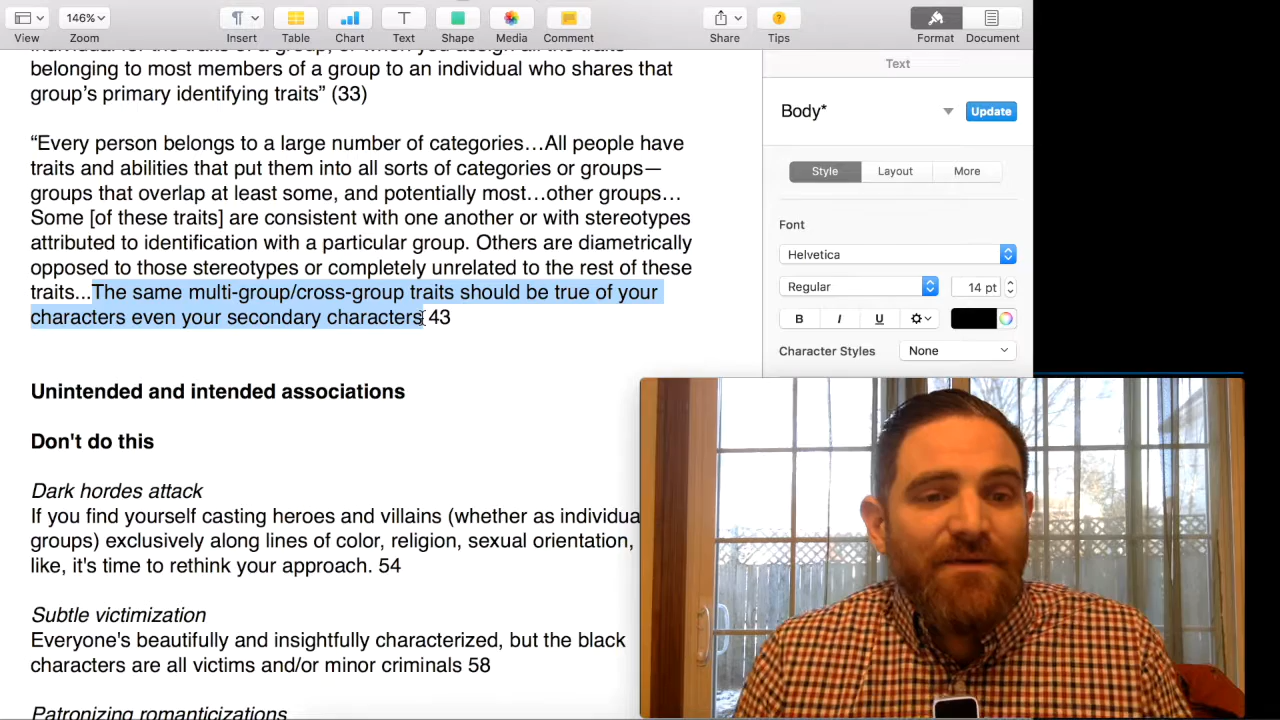 146%
View
Zoom
Insert
Table
Chart
Text
Shape
Media
Comment
Share
Tips
Format
Document
belonging to most members of a group to an individual who shares that
group’s primary identifying traits” (33)
“Every person belongs to a large number of categories…All people have
traits and abilities that put them into all sorts of categories or groups—
groups that overlap at least some, and potentially most…other groups…
Some [of these traits] are consistent with one another or with stereotypes
attributed to identification with a particular group. Others are diametrically
opposed to those stereotypes or completely unrelated to the rest of these
traits...The same multi-group/cross-group traits should be true of your
characters even your secondary characters 43
Unintended and intended associations
Don't do this
Dark hordes attack
If you find yourself casting heroes and villains (whether as individua
groups) exclusively along lines of color, religion, sexual orientation,
like, it's time to rethink your approach. 54
Subtle victimization
Everyone's beautifully and insightfully characterized, but the black
characters are all victims and/or minor criminals 58
Patronizing romanticizations
Text
Body*
Update
Style
Layout
More
Font
Helvetica
Regular
14 pt
B
I
U
Character Styles
None